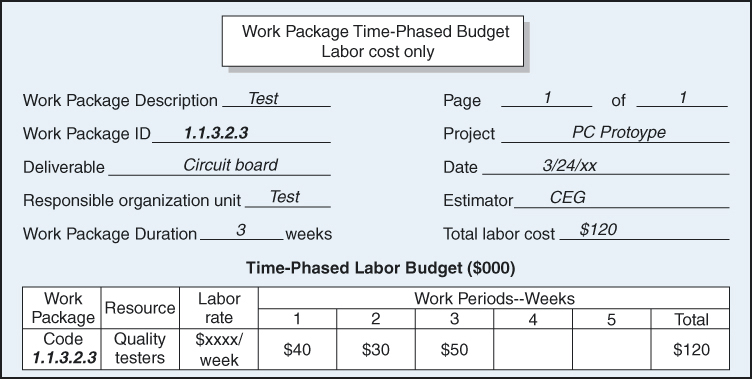 Work Package Time-Phased Budget
Labor cost only
Work Package Description Test
Page 1 of 1
Work Package ID 1.1.3.2.3
Project PC Protoype
Deliverable Circuit board
Date 3/24/xx
Responsible organization unit Test
Estimator CEG
Work Package Duration 3 weeks
Total labor cost $120
Time-Phased Labor Budget ($000)
Work Package Resource Labor rate Work Periods--Weeks
1 2 3 4 5 Total
Code 1.1.3.2.3 Quality testers $xxxx/ week $40 $30 $50 $120